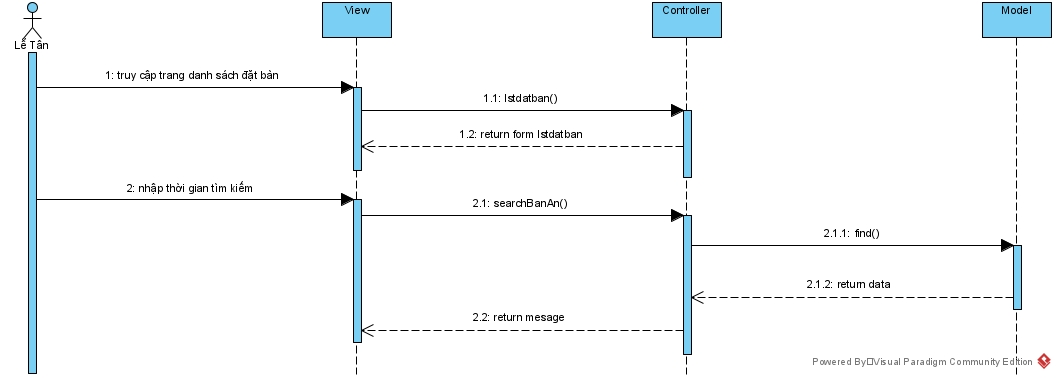 View
Controller
Model
Lễ Tân
1: truy cập trang danh sách đặt bàn
1.1: lstdatban()
1.2: return form lstdatban
2: nhập thời gian tìm kiếm
2.1: searchBanAn()
2.1.1: find()
2.1.2: return data
2.2: return mesage
Powered By Visual Paradigm Community Edition